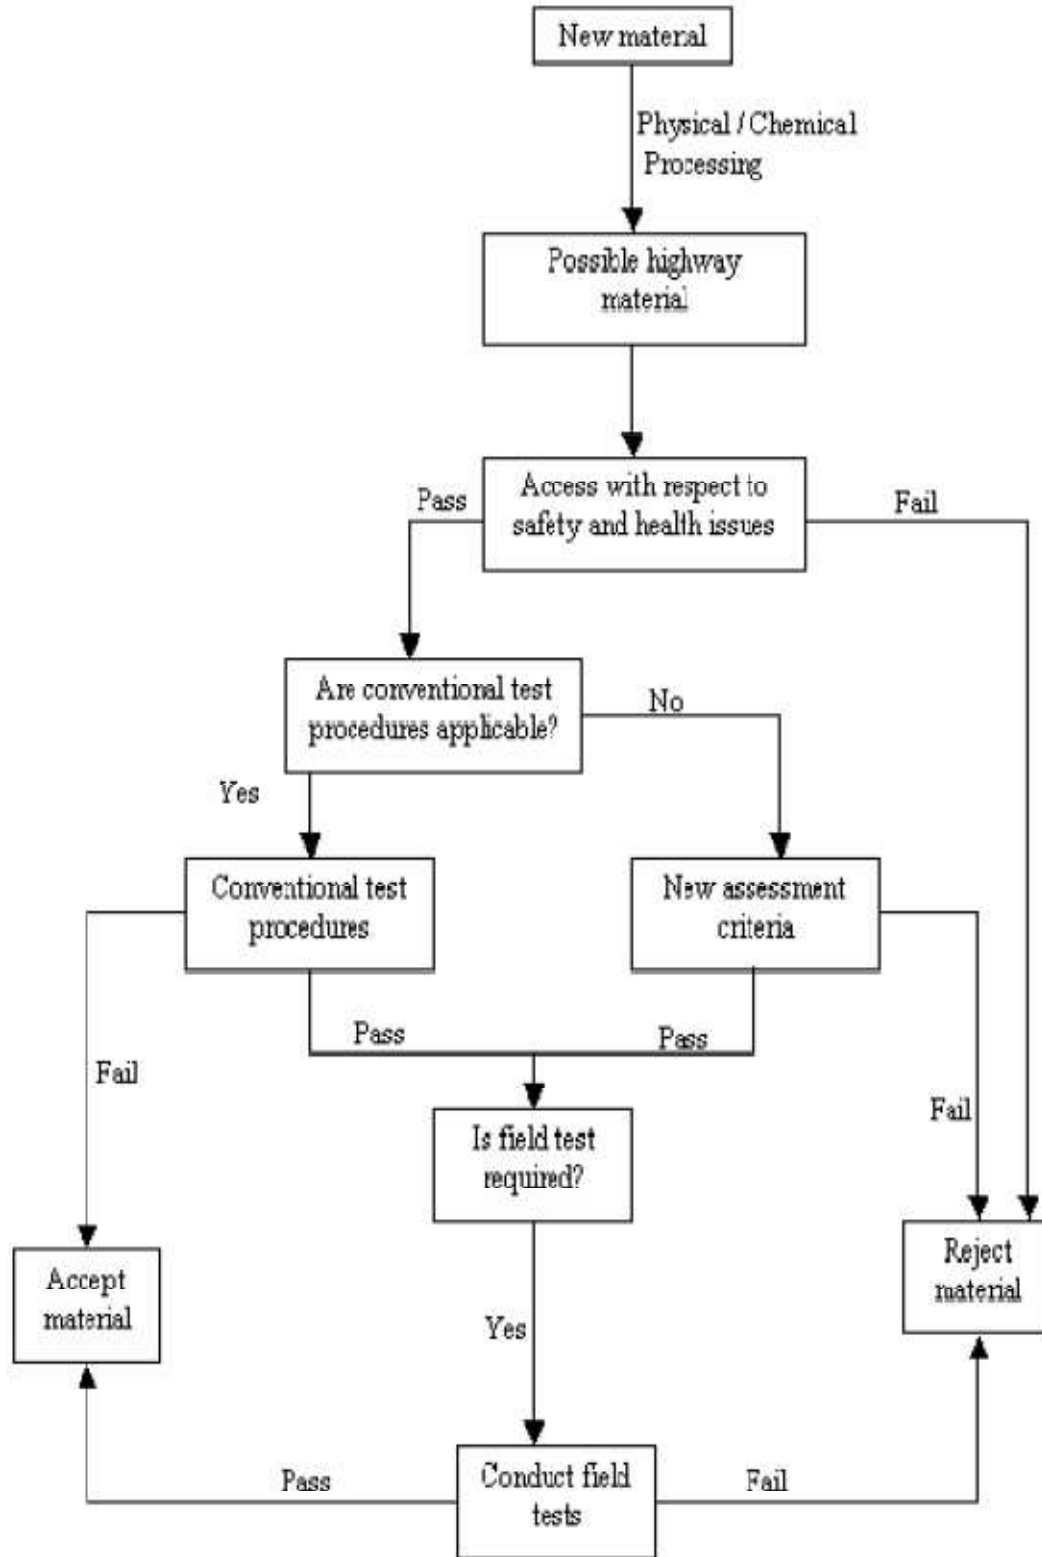 New material
Physical / Chemical
Processing
Possible highway
material
Access with respect to
safety and health issues
Pass
Fail
Are conventional test
procedures applicable?
No
Yes
Conventional test
procedures
New assessment
criteria
Pass
Pass
Fail
Fail
Is field test
required?
Accept
material
Reject
material
Yes
Conduct field
tests
Pass
Fail